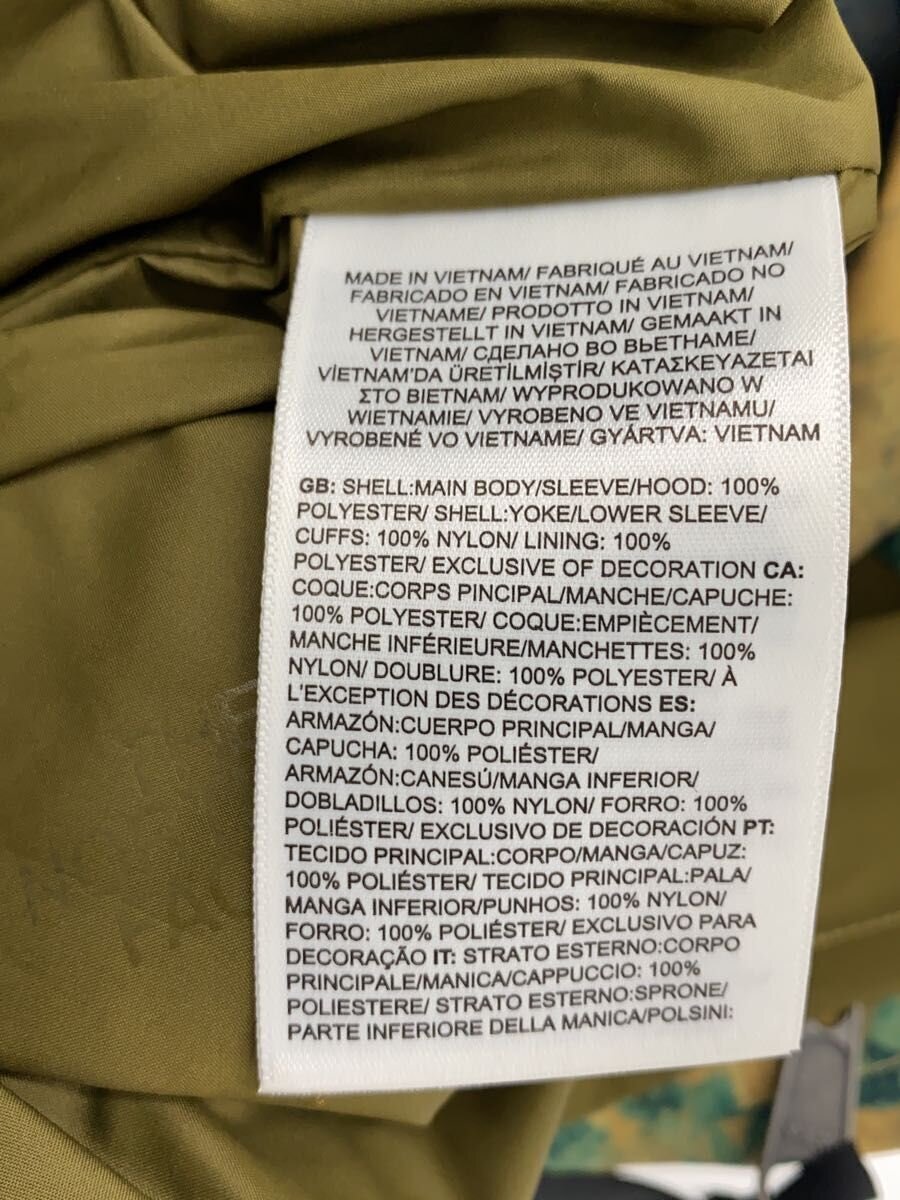 MADE IN VIETNAM/ FABRIQUÉ AU VIETNAM/
FABRICADO EN VIETNAM/ FABRICADO NO
VIETNAME/ PRODOTTO IN VIETNAM/
HERGESTELLT IN VIETNAM/ GEMAAKT IN
VIETNAM/ СДЕЛАНО ВО ВЬЕТНАМЕ/
VİETNAM'DA ÜRETİLMİŞTİR/ ΚΑΤΑΣΚΕΥΑΖΕΤΑΙ
ΣΤΟ ΒΙΕΤΝΑΜ/ WYPRODUKOWANO W
WIETNAMIE/ VYROBENO VE VIETNAMU/
VYROBENÉ VO VIETNAME/ GYÁRTVA: VIETNAM
GB: SHELL:MAIN BODY/SLEEVE/HOOD: 100%
POLYESTER/ SHELL:YOKE/LOWER SLEEVE/
CUFFS: 100% NYLON/ LINING: 100%
POLYESTER/ EXCLUSIVE OF DECORATION CA:
COQUE:CORPS PINCIPAL/MANCHE/CAPUCHE:
100% POLYESTER/ COQUE:EMPIÈCEMENT/
MANCHE INFÉRIEURE/MANCHETTES: 100%
NYLON/ DOUBLURE: 100% POLYESTER/ À
L'EXCEPTION DES DÉCORATIONS ES:
ARMAZÓN:CUERPO PRINCIPAL/MANGA/
CAPUCHA: 100% POLIÉSTER/
ARMAZÓN:CANESÚ/MANGA INFERIOR/
DOBLADILLOS: 100% NYLON/ FORRO: 100%
POLIÉSTER/ EXCLUSIVO DE DECORACIÓN PT:
TECIDO PRINCIPAL:CORPO/MANGA/CAPUZ:
100% POLIÉSTER/ TECIDO PRINCIPAL:PALA/
MANGA INFERIOR/PUNHOS: 100% NYLON/
FORRO: 100% POLIÉSTER/ EXCLUSIVO PARA
DECORAÇÃO IT: STRATO ESTERNO:CORPO
PRINCIPALE/MANICA/CAPPUCCIO: 100%
POLIESTERE/ STRATO ESTERNO:SPRONE/
PARTE INFERIORE DELLA MANICA/POLSINI: